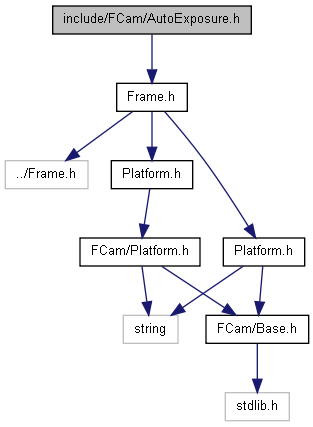 include/FCam/AutoExposure.h
Frame.h
../Frame.h
Platform.h
FCam/Platform.h
Platform.h
string
FCam/Base.h
stdlib.h